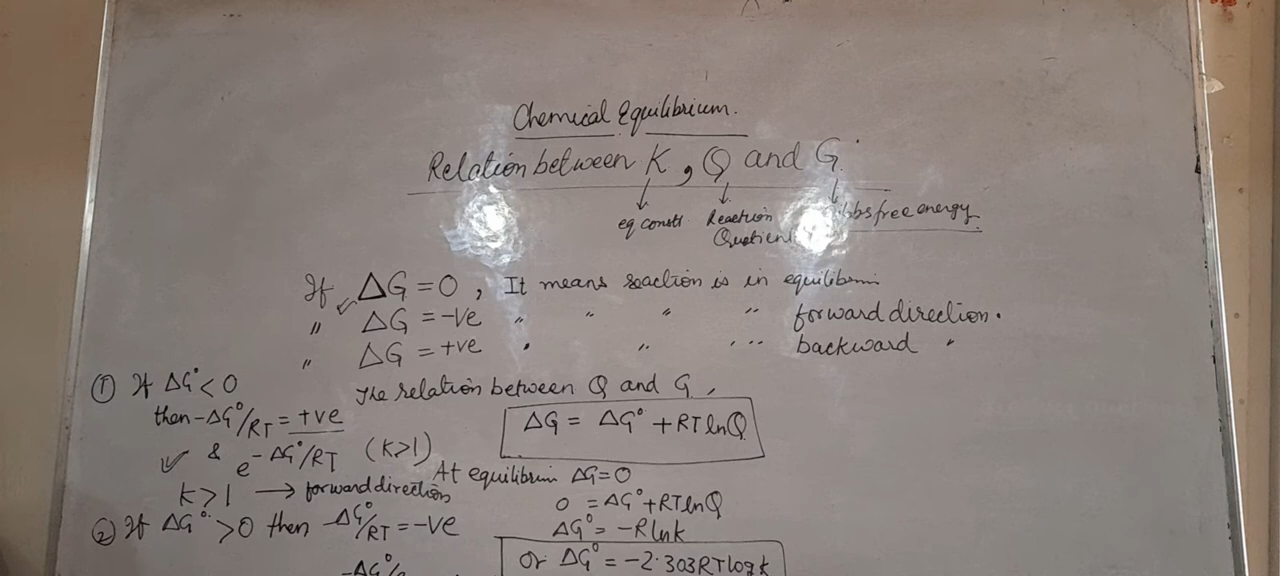 Chemical Equilibrium.
Relation between K, Q and G.
eq constt Reaction Quotient bbs free energy
If ΔG = 0, It means reaction is in equilibrium
〃 ΔG = -ve 〃 〃 〃 〃 forward direction.
〃 ΔG = +ve 〃 〃 〃 backward 〃
The relation between Q and G,
ΔG = ΔG° + RT ln Q
At equilibrium ΔG = 0
0 = ΔG° + RT ln Q
ΔG° = -R ln k
Or ΔG° = -2.303RT log k
① If ΔG° < 0
then -ΔG°/RT = +ve
& e -ΔG°/RT (K>1)
K>1 → forward direction
② If ΔG° > 0 then -ΔG°/RT = -ve
-ΔG°/